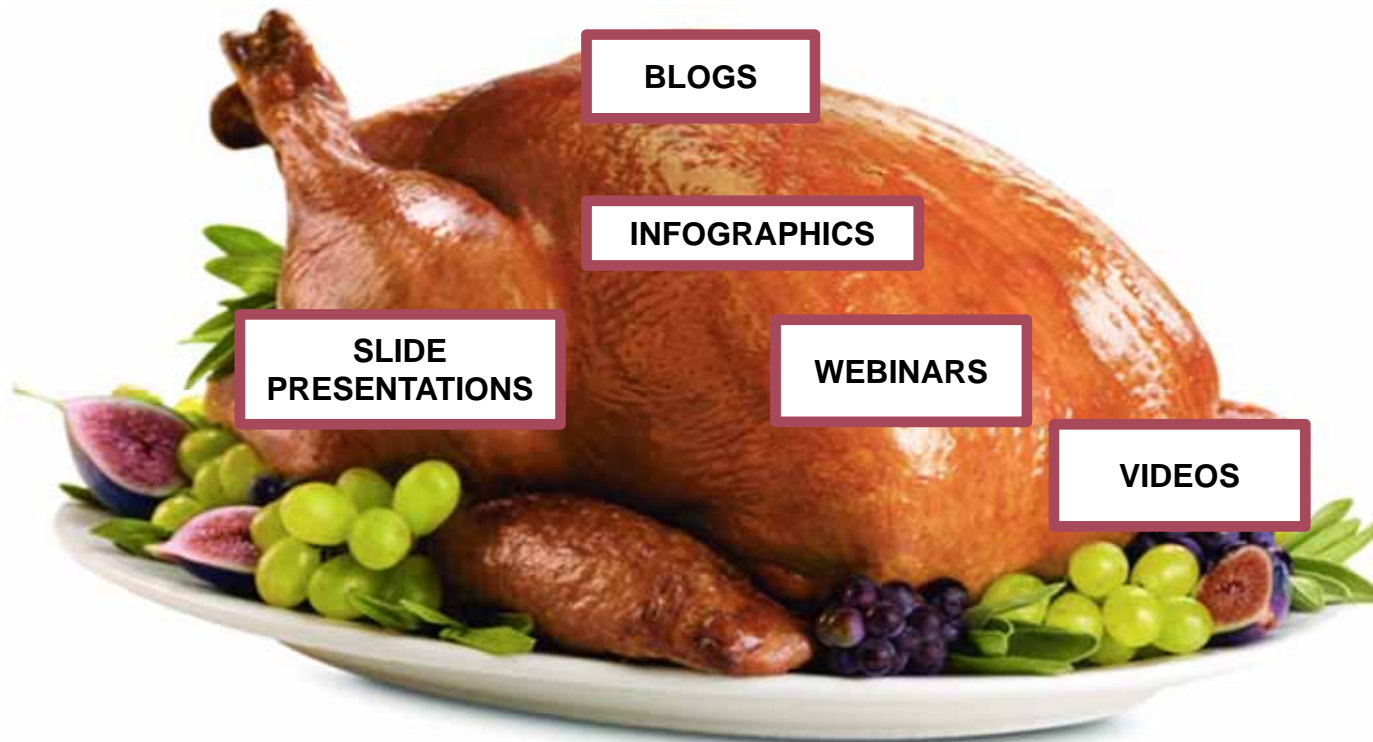 BLOGS
INFOGRAPHICS
SLIDE
PRESENTATIONS
WEBINARS
VIDEOS